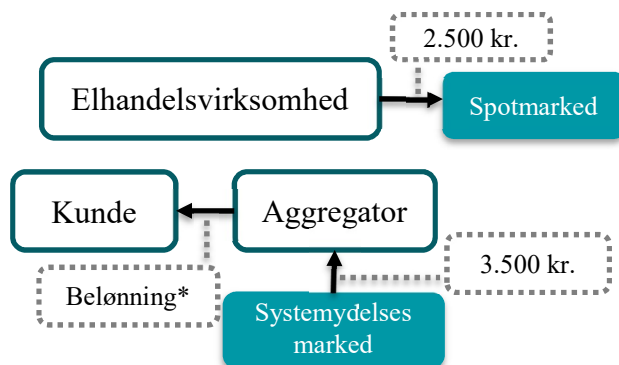 2.500 kr.
Elhandelsvirksomhed
Spotmarked
Kunde
Aggregator
3.500 kr.
Belønning*
Systemydelses
marked